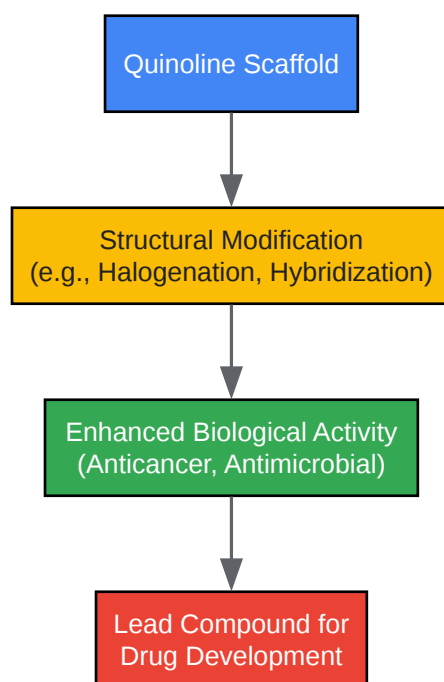 Quinoline Scaffold
Structural Modification
(e.g., Halogenation, Hybridization)
Enhanced Biological Activity
(Anticancer, Antimicrobial)
Lead Compound for
Drug Development